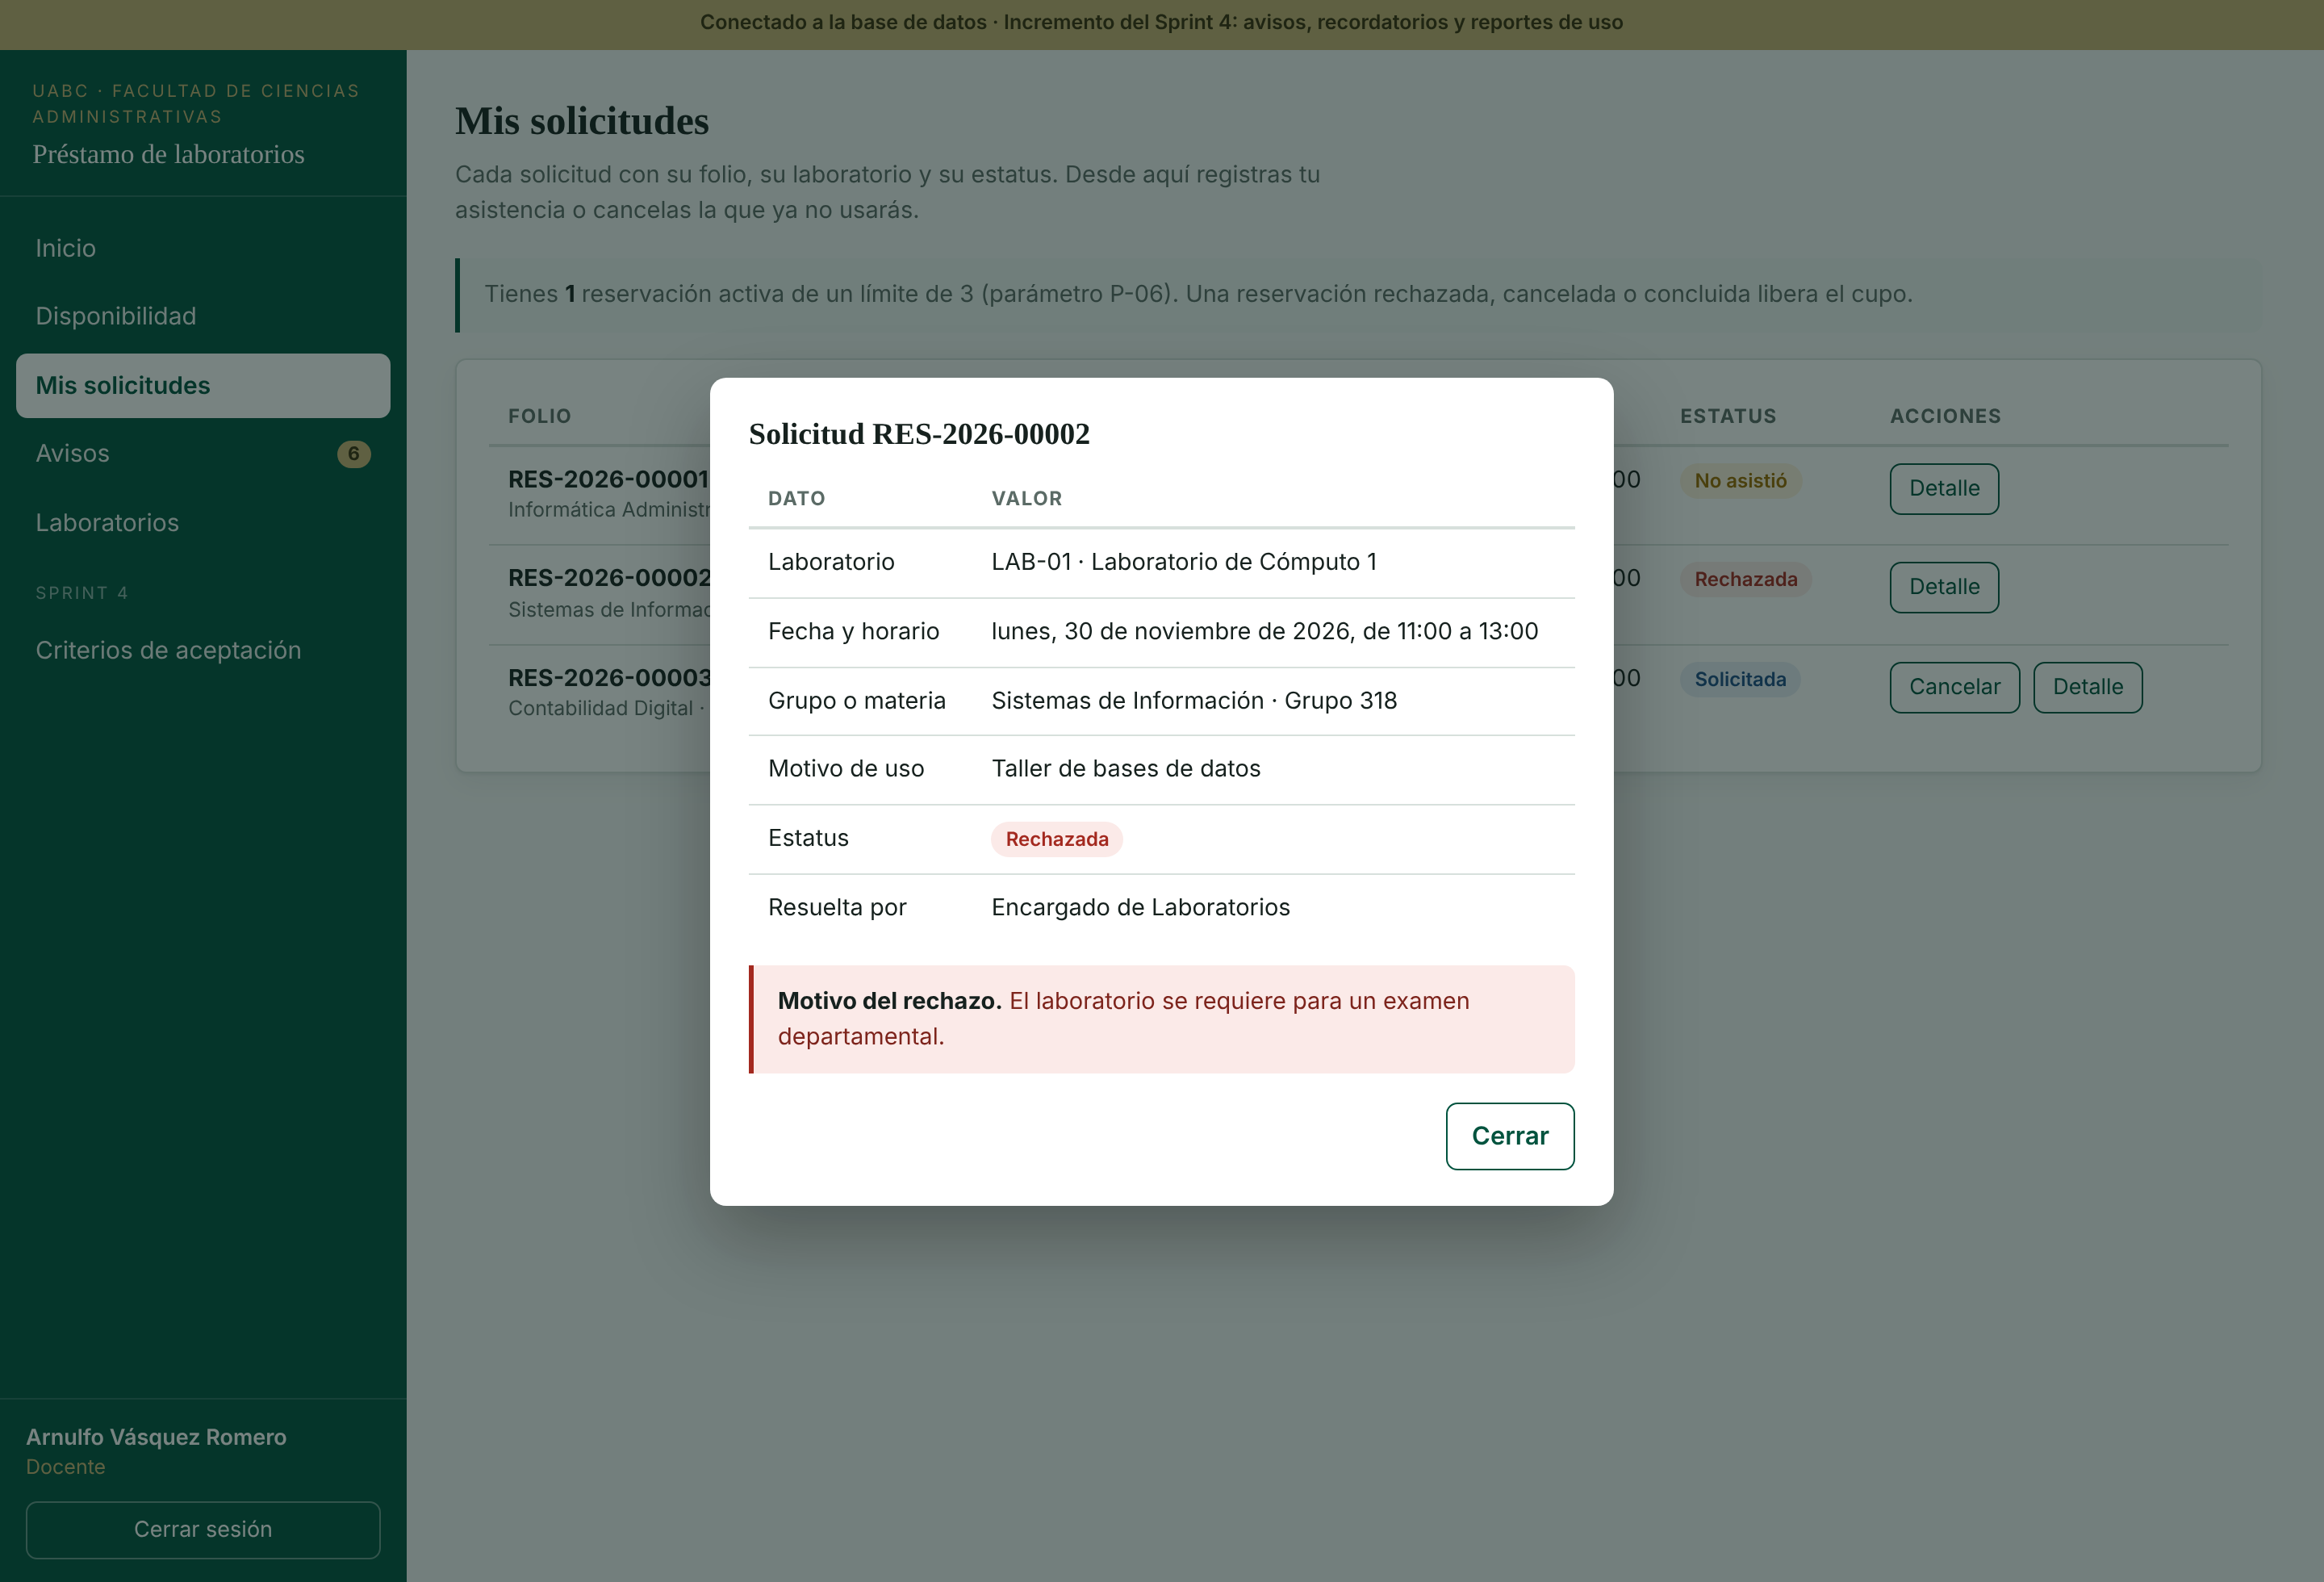 Conectado a la base de datos · Incremento del Sprint 4: avisos, recordatorios y reportes de uso
UABC · FACULTAD DE CIENCIAS
ADMINISTRATIVAS
Préstamo de laboratorios
Inicio
Disponibilidad
Mis solicitudes
Avisos 6
Laboratorios
SPRINT 4
Criterios de aceptación
Arnulfo Vásquez Romero
Docente
Cerrar sesión
Mis solicitudes
Cada solicitud con su folio, su laboratorio y su estatus. Desde aquí registras tu
asistencia o cancelas la que ya no usarás.
Tienes 1 reservación activa de un límite de 3 (parámetro P-06). Una reservación rechazada, cancelada o concluida libera el cupo.
FOLIO ESTATUS ACCIONES
RES-2026-00001 00 No asistió Detalle
Informática
RES-2026-00002 00 Rechazada Detalle
Sistemas de
RES-2026-00003 00 Solicitada Cancelar Detalle
Contabilidad Digital ·
Solicitud RES-2026-00002
DATO VALOR
Laboratorio LAB-01 · Laboratorio de Cómputo 1
Fecha y horario lunes, 30 de noviembre de 2026, de 11:00 a 13:00
Grupo o materia Sistemas de Información · Grupo 318
Motivo de uso Taller de bases de datos
Estatus Rechazada
Resuelta por Encargado de Laboratorios
Motivo del rechazo. El laboratorio se requiere para un examen
departamental.
Cerrar